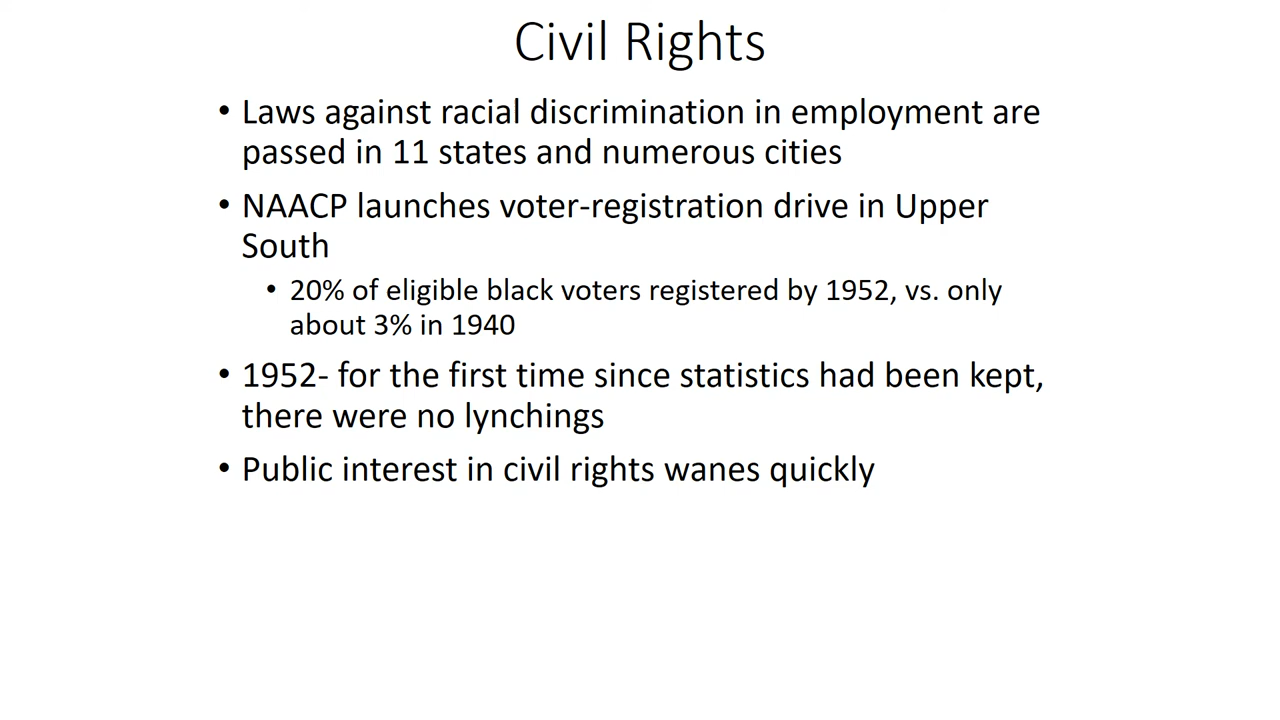 Civil Rights
• Laws against racial discrimination in employment are
passed in 11 states and numerous cities
• NAACP launches voter-registration drive in Upper
South
• 20% of eligible black voters registered by 1952, vs. only
about 3% in 1940
• 1952- for the first time since statistics had been kept,
there were no lynchings
• Public interest in civil rights wanes quickly